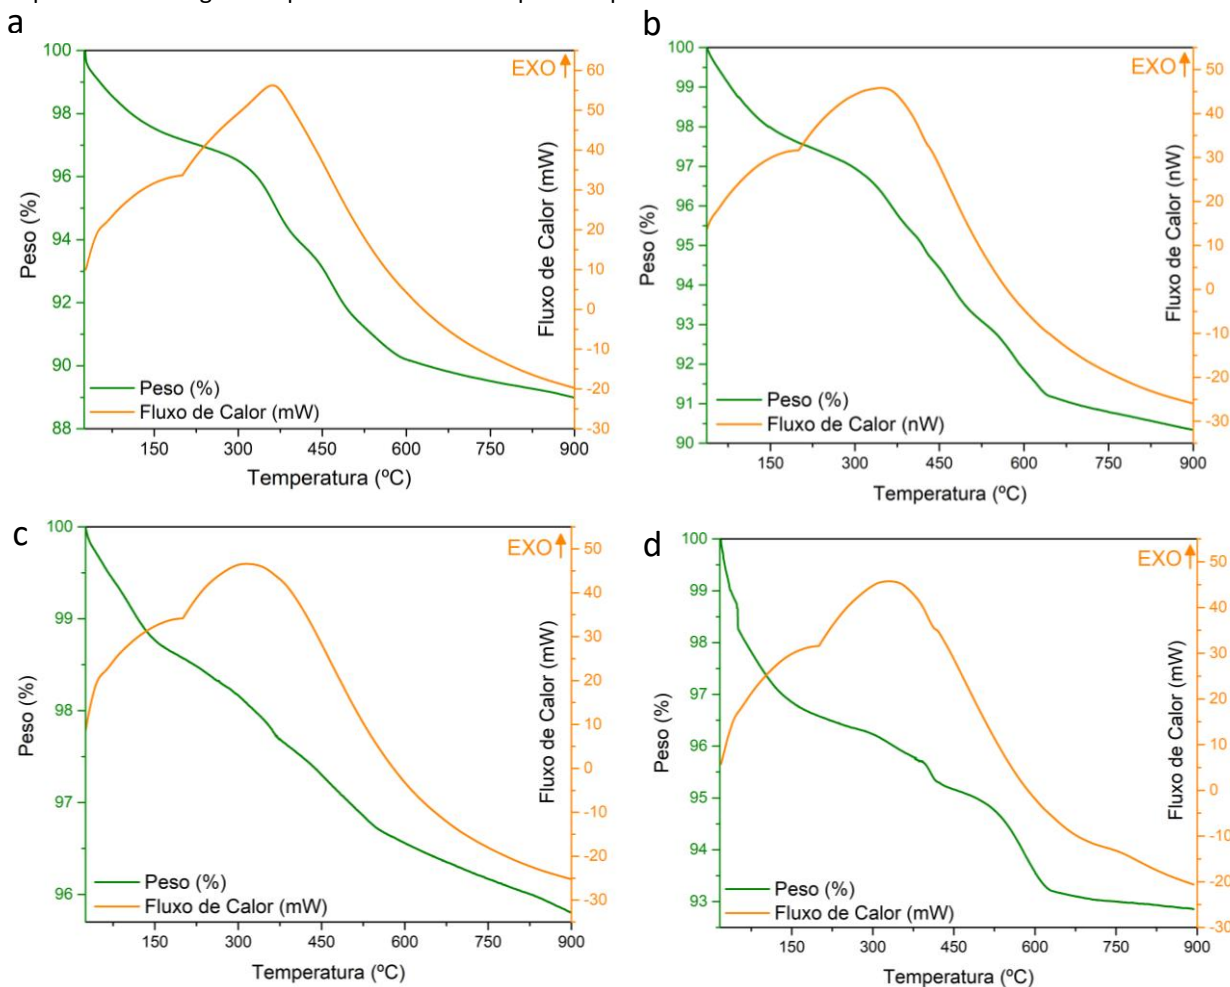 a
EXO
100
98
96
94
92
90
88
60
50
40
30
20
10
0
-10
-20
-30
Peso (%)
Fluxo de Calor (mW)
Peso (%)
Fluxo de Calor (mW)
150 300 450 600 750 900
Temperatura (ºC)
b
EXO
100
99
98
97
96
95
94
93
92
91
90
50
40
30
20
10
0
-10
-20
-30
Peso (%)
Fluxo de Calor (nW)
Peso (%)
Fluxo de Calor (nW)
150 300 450 600 750 900
Temperatura (ºC)
c
EXO
100
99
98
97
96
50
40
30
20
10
0
-10
-20
-30
Peso (%)
Fluxo de Calor (mW)
Peso (%)
Fluxo de Calor (mW)
150 300 450 600 750 900
Temperatura (ºC)
d
EXO
100
99
98
97
96
95
94
93
50
40
30
20
10
0
-10
-20
-30
Peso (%)
Fluxo de Calor (mW)
Peso (%)
Fluxo de Calor (mW)
150 300 450 600 750 900
Temperatura (ºC)